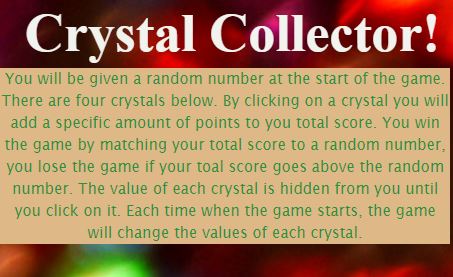 Crystal Collector!
You will be given a random number at the start of the game.
There are four crystals below. By clicking on a crystal you will
add a specific amount of points to you total score. You win
the game by matching your total score to a random number,
you lose the game if your toal score goes above the random
number. The value of each crystal is hidden from you until
you click on it. Each time when the game starts, the game
will change the values of each crystal.